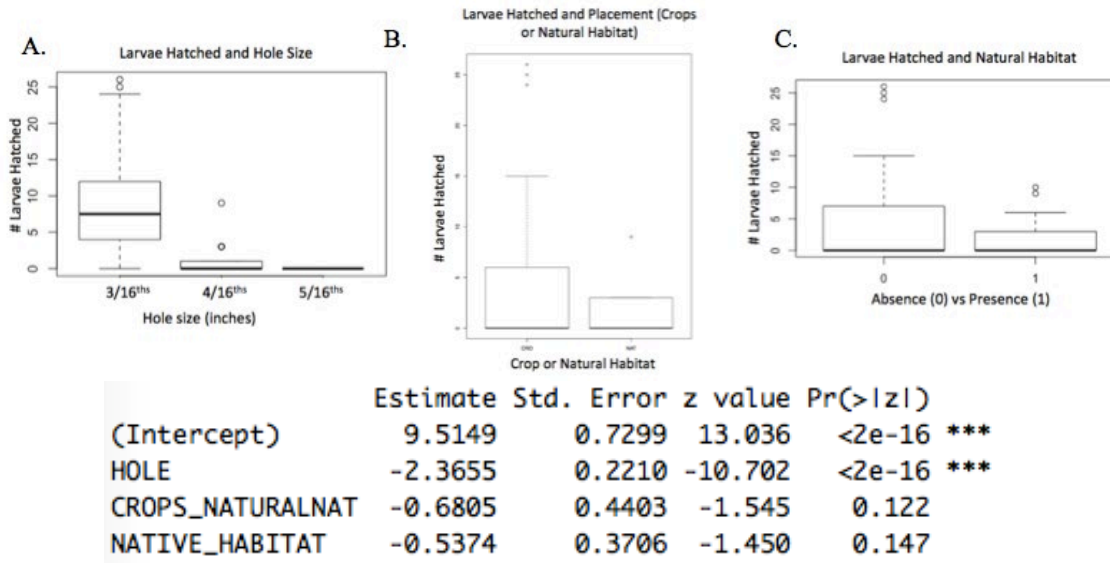 A.
Larvae Hatched and Hole Size
# Larvae Hatched
25
20
15
10
5
0
3/16ths
4/16ths
5/16ths
Hole size (inches)
B.
Larvae Hatched and Placement (Crops
or Natural Habitat)
# Larvae Hatched
CRO
NAT
Crop or Natural Habitat
C.
Larvae Hatched and Natural Habitat
# Larvae Hatched
25
20
15
10
5
0
0
1
Absence (0) vs Presence (1)
Estimate Std. Error z value Pr(>|z|)
(Intercept) 9.5149 0.7299 13.036 <2e-16 ***
HOLE -2.3655 0.2210 -10.702 <2e-16 ***
CROPS_NATURALNAT -0.6805 0.4403 -1.545 0.122
NATIVE_HABITAT -0.5374 0.3706 -1.450 0.147